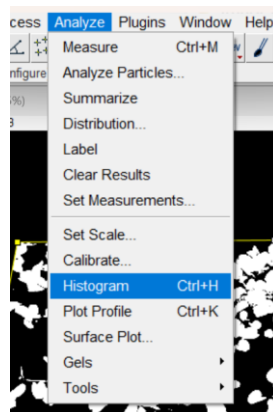 cess Analyze Plugins Window Help
nfigure
%)
Measure Ctrl+M
Analyze Particles...
Summarize
Distribution...
Label
Clear Results
Set Measurements...
Set Scale...
Calibrate...
Histogram Ctrl+H
Plot Profile Ctrl+K
Surface Plot...
Gels
Tools